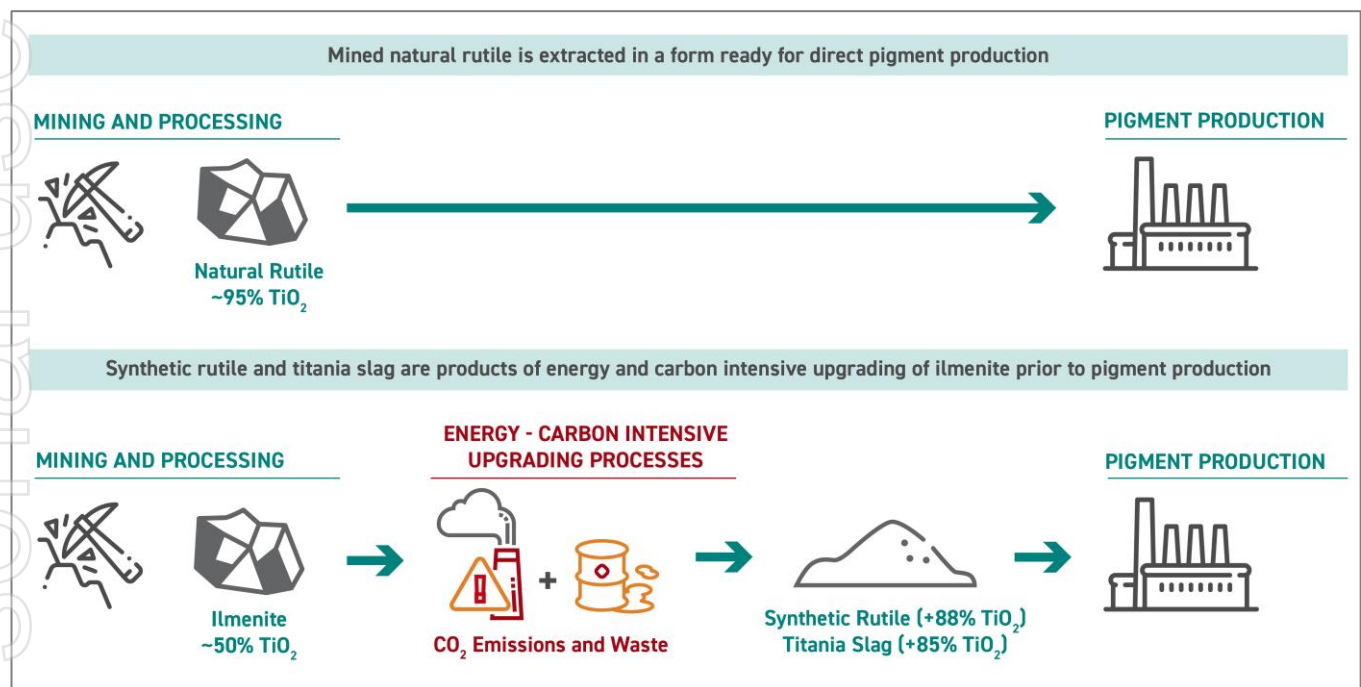 Mined natural rutile is extracted in a form ready for direct pigment production
MINING AND PROCESSING
PIGMENT PRODUCTION
Natural Rutile
~95% TiO₂
Synthetic rutile and titania slag are products of energy and carbon intensive upgrading of ilmenite prior to pigment production
MINING AND PROCESSING
ENERGY - CARBON INTENSIVE
UPGRADING PROCESSES
PIGMENT PRODUCTION
Ilmenite
~50% TiO₂
+
CO₂ Emissions and Waste
Synthetic Rutile (+88% TiO₂)
Titania Slag (+85% TiO₂)